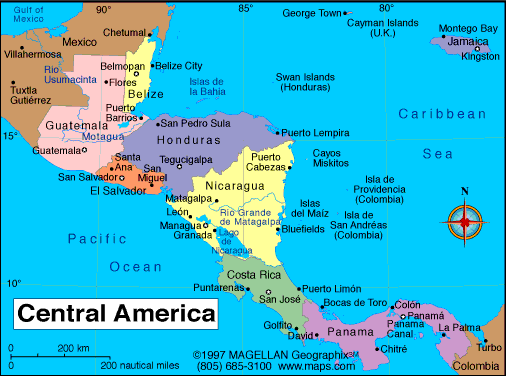 Gulf of
Mexico
90°
85°
80°
Chetumal
George Town
Cayman Islands
(U.K.)
Montego Bay
Jamaica
Kingston
Mexico
Villahermosa
Belmopan
Belize City
Rio
Usumacinta
Flores
Islas de
la Bahia
Swan Islands
(Honduras)
Tuxtla
Gutiérrez
Belize
Puerto
Barrios
Caribbean
Sea
Guatemala
San Pedro Sula
Puerto Lempira
15°
15°
Motagua
Honduras
Guatemala
Santa
Ana
San
Miguel
Tegucigalpa
Puerto
Cabezas
Cayos
Miskitos
San Salvador
El Salvador
Nicaragua
Isla de
Providencia
(Colombia)
Matagalpa
León
Rio Grande
de Matagalpa
Islas
del Maíz
Isla de
San Andréas
(Colombia)
N
Managua
Granada
Lago
de
Nicaragua
Bluefields
Pacific
Ocean
Costa Rica
10°
10°
Puntarenas
San José
Puerto Limón
Bocas de Toro
Colón
Panamá
Panama
Canal
Central America
Golfito
David
Panama
La Palma
Chitré
Turbo
Colombia
0
200 km
0
200 nautical miles
©1997 MAGELLAN Geographix℠
(805) 685-3100 www.maps.com